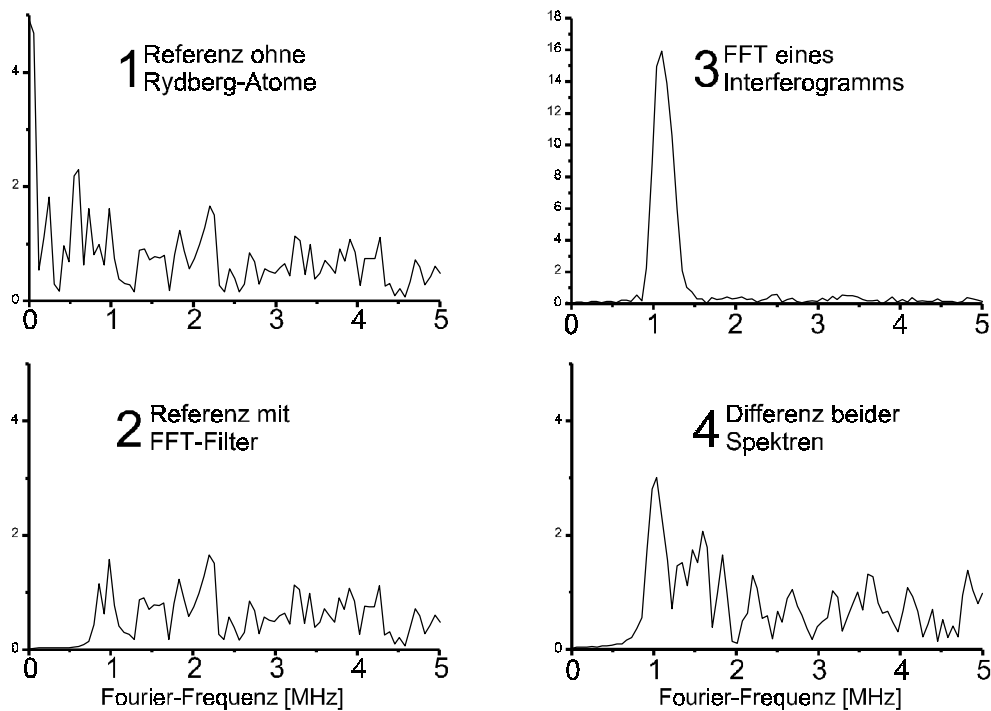 1 Referenz ohne
Rydberg-Atome
4
2
0
0 1 2 3 4 5
3 FFT eines
Interferogramms
18
16
14
12
10
8
6
4
2
0
0 1 2 3 4 5
2 Referenz mit
FFT-Filter
4
2
0
0 1 2 3 4 5
Fourier-Frequenz [MHz]
4 Differenz beider
Spektren
4
2
0
0 1 2 3 4 5
Fourier-Frequenz [MHz]